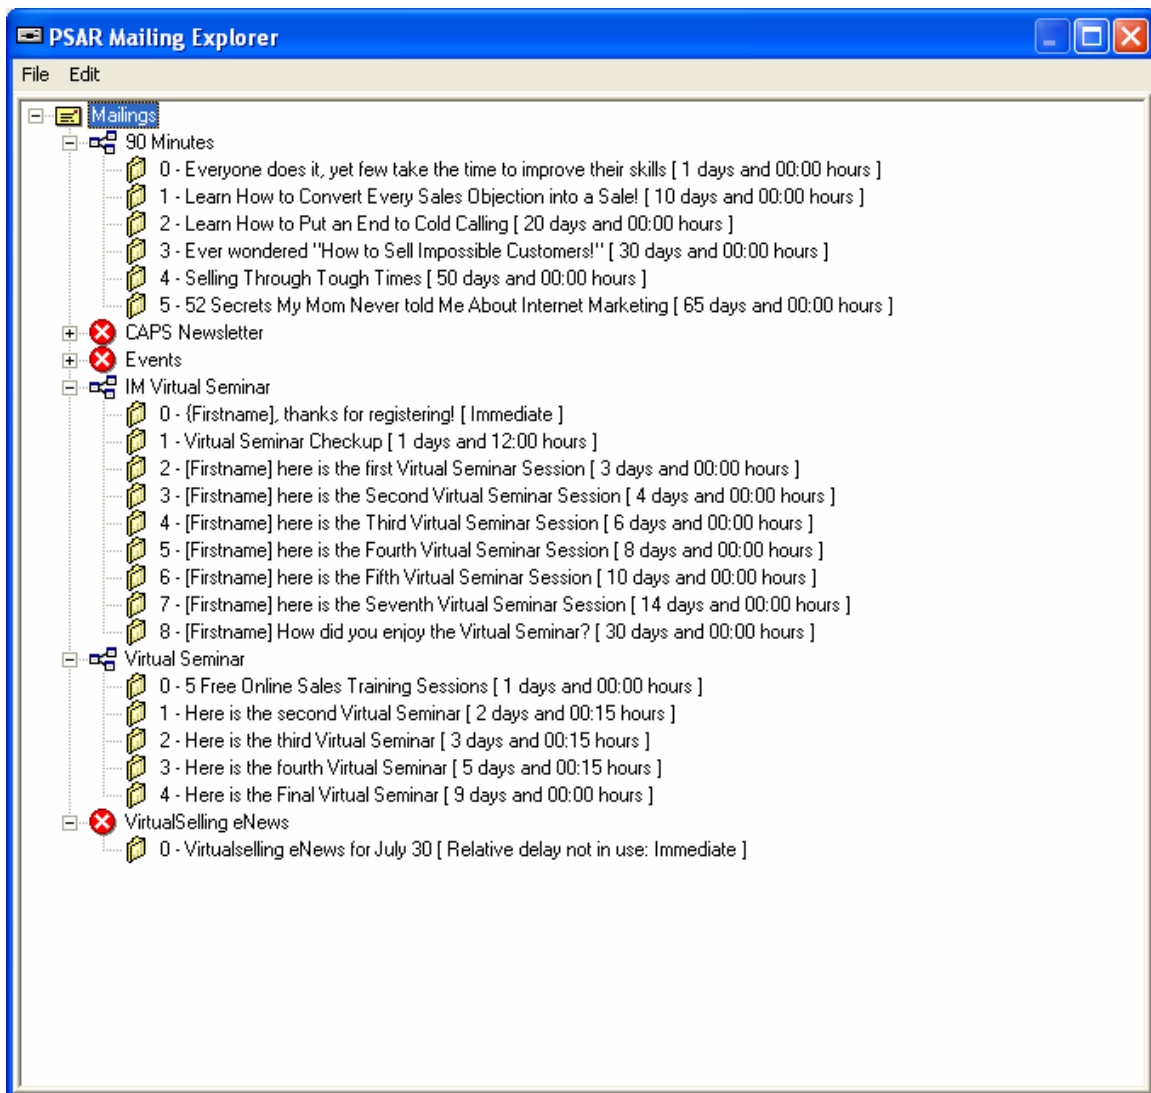 PSAR Mailing Explorer
File Edit
Mailings
90 Minutes
0 - Everyone does it, yet few take the time to improve their skills [ 1 days and 00:00 hours ]
1 - Learn How to Convert Every Sales Objection into a Sale! [ 10 days and 00:00 hours ]
2 - Learn How to Put an End to Cold Calling [ 20 days and 00:00 hours ]
3 - Ever wondered "How to Sell Impossible Customers!" [ 30 days and 00:00 hours ]
4 - Selling Through Tough Times [ 50 days and 00:00 hours ]
5 - 52 Secrets My Mom Never told Me About Internet Marketing [ 65 days and 00:00 hours ]
CAPS Newsletter
Events
IM Virtual Seminar
0 - {Firstname], thanks for registering! [ Immediate ]
1 - Virtual Seminar Checkup [ 1 days and 12:00 hours ]
2 - [Firstname] here is the first Virtual Seminar Session [ 3 days and 00:00 hours ]
3 - [Firstname] here is the Second Virtual Seminar Session [ 4 days and 00:00 hours ]
4 - [Firstname] here is the Third Virtual Seminar Session [ 6 days and 00:00 hours ]
5 - [Firstname] here is the Fourth Virtual Seminar Session [ 8 days and 00:00 hours ]
6 - [Firstname] here is the Fifth Virtual Seminar Session [ 10 days and 00:00 hours ]
7 - [Firstname] here is the Seventh Virtual Seminar Session [ 14 days and 00:00 hours ]
8 - [Firstname] How did you enjoy the Virtual Seminar? [ 30 days and 00:00 hours ]
Virtual Seminar
0 - 5 Free Online Sales Training Sessions [ 1 days and 00:00 hours ]
1 - Here is the second Virtual Seminar [ 2 days and 00:15 hours ]
2 - Here is the third Virtual Seminar [ 3 days and 00:15 hours ]
3 - Here is the fourth Virtual Seminar [ 5 days and 00:15 hours ]
4 - Here is the Final Virtual Seminar [ 9 days and 00:00 hours ]
VirtualSelling eNews
0 - Virtualselling eNews for July 30 [ Relative delay not in use: Immediate ]